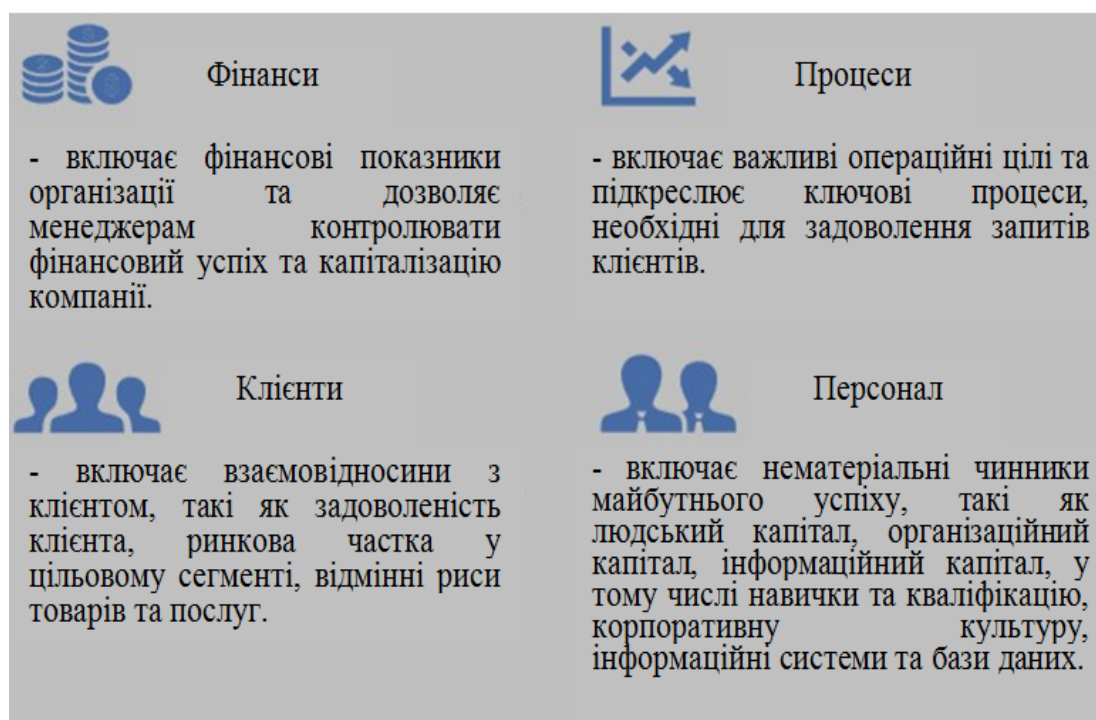 Фінанси
- включає фінансові показники
організації та дозволяє
менеджерам контролювати
фінансовий успіх та капіталізацію
компанії.
Процеси
- включає важливі операційні цілі та
підкреслює ключові процеси,
необхідні для задоволення запитів
клієнтів.
Клієнти
- включає взаємовідносини з
клієнтом, такі як задоволеність
клієнта, ринкова частка у
цільовому сегменті, відмінні риси
товарів та послуг.
Персонал
- включає нематеріальні чинники
майбутнього успіху, такі як
людський капітал, організаційний
капітал, інформаційний капітал, у
тому числі навички та кваліфікацію,
корпоративну культуру,
інформаційні системи та бази даних.